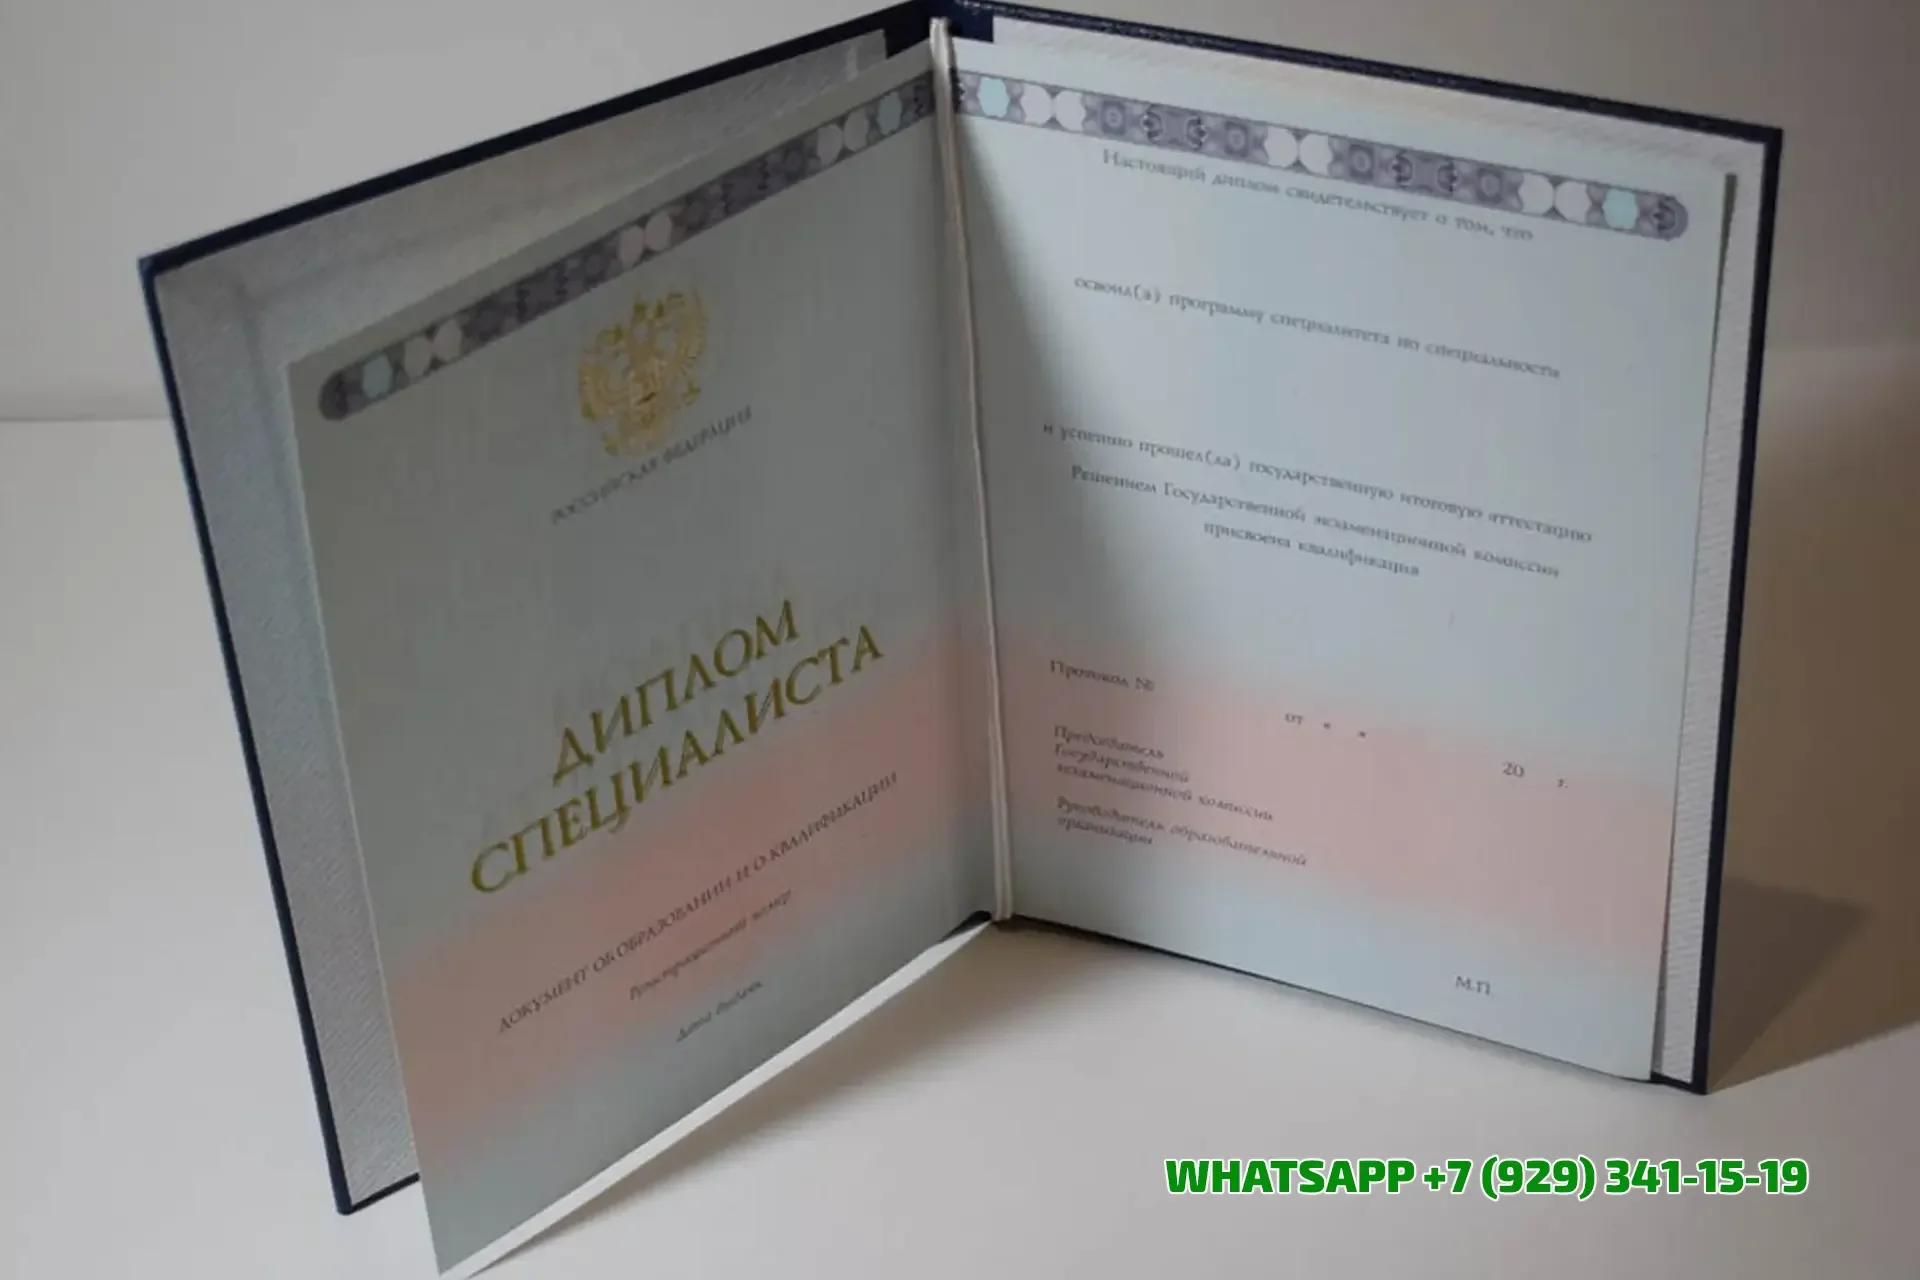 РОССИЙСКАЯ ФЕДЕРАЦИЯ
ДИПЛОМ
СПЕЦИАЛИСТА
ДОКУМЕНТ ОБ ОБРАЗОВАНИИ И О КВАЛИФИКАЦИИ
Регистрационный номер
Дата выдачи
Настоящий диплом свидетельствует о том, что
освоил(а) программу специалитета по специальности
и успешно прошел(ла) государственную итоговую аттестацию
Решением Государственной экзаменационной комиссии
присвоена квалификация
Протокол №
от « »
20 г.
Председатель
Государственной
экзаменационной комиссии
Руководитель образовательной
организации
М.П.
WHATSAPP +7 (929) 341-15-19